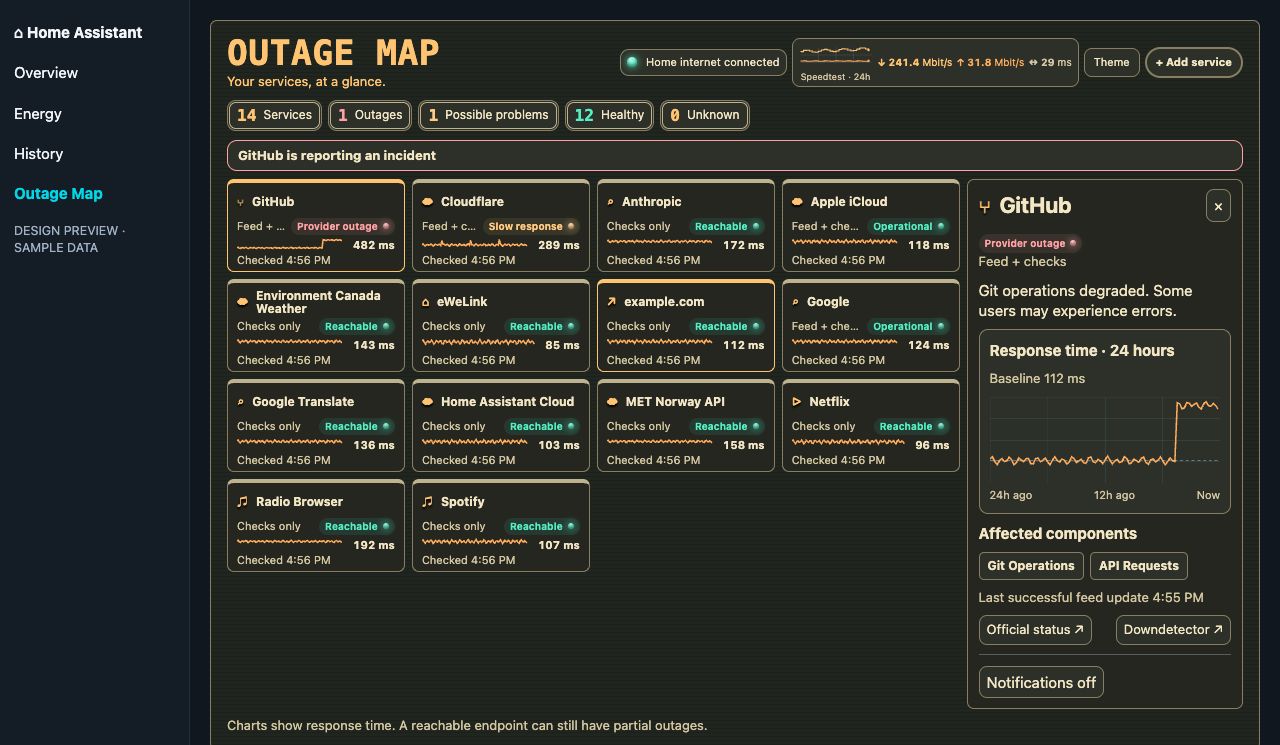 Home Assistant
Overview
Energy
History
Outage Map
DESIGN PREVIEW ·
SAMPLE DATA
OUTAGE MAP
Your services, at a glance.
Home internet connected
Speedtest · 24h
↓ 241.4 Mbit/s ↑ 31.8 Mbit/s ⇔ 29 ms
Theme
+ Add service
14 Services
1 Outages
1 Possible problems
12 Healthy
0 Unknown
GitHub is reporting an incident
GitHub
Feed + ... Provider outage
482 ms
Checked 4:56 PM
Cloudflare
Feed + c... Slow response
289 ms
Checked 4:56 PM
Anthropic
Checks only Reachable
172 ms
Checked 4:56 PM
Apple iCloud
Feed + che... Operational
118 ms
Checked 4:56 PM
Environment Canada
Weather
Checks only Reachable
143 ms
Checked 4:56 PM
eWeLink
Checks only Reachable
85 ms
Checked 4:56 PM
example.com
Checks only Reachable
112 ms
Checked 4:56 PM
Google
Feed + che... Operational
124 ms
Checked 4:56 PM
Google Translate
Checks only Reachable
136 ms
Checked 4:56 PM
Home Assistant Cloud
Checks only Reachable
103 ms
Checked 4:56 PM
MET Norway API
Checks only Reachable
158 ms
Checked 4:56 PM
Netflix
Checks only Reachable
96 ms
Checked 4:56 PM
Radio Browser
Checks only Reachable
192 ms
Checked 4:56 PM
Spotify
Checks only Reachable
107 ms
Checked 4:56 PM
GitHub
×
Provider outage
Feed + checks
Git operations degraded. Some
users may experience errors.
Response time · 24 hours
Baseline 112 ms
24h ago 12h ago Now
Affected components
Git Operations
API Requests
Last successful feed update 4:55 PM
Official status ↗
Downdetector ↗
Notifications off
Charts show response time. A reachable endpoint can still have partial outages.